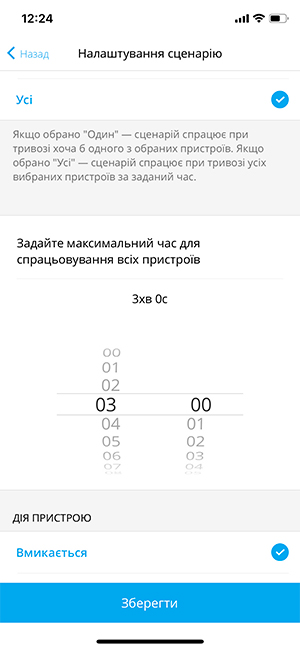 12:24
Назад
Налаштування сценарію
Усі
Якщо обрано "Один" — сценарій спрацює при
тривозі хоча б одного з обраних пристроїв. Якщо
обрано "Усі" — сценарій спрацює при тривозі усіх
вибраних пристроїв за заданий час.
Задайте максимальний час для
спрацьовування всіх пристроїв
3хв 0с
00
01
02
03 00
04 01
05 02
06 03
07 04
ДІЯ ПРИСТРОЮ
Вмикається
Зберегти